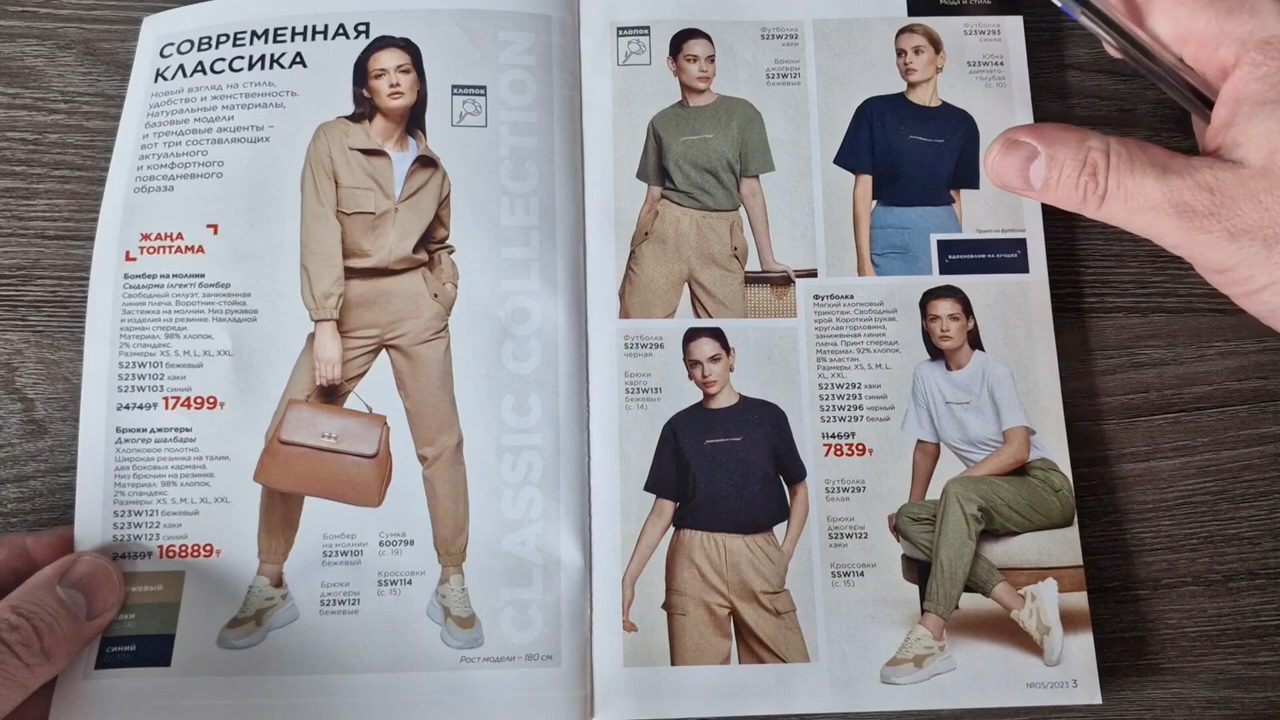 СОВРЕМЕННАЯ
КЛАССИКА
Новый взгляд на стиль,
удобство и женственность.
Натуральные материалы,
базовые модели
и трендовые акценты –
вот три составляющих
актуального
и комфортного
повседневного
образа
ХЛОПОК
CLASSIC COLLECTION
ЖАҢА
ТОПТАМА
Бомбер на молнии
Сыдырма ілгекті бомбер
Свободный силуэт, заниженная
линия плеча. Воротник-стойка.
Застежка на молнии. Низ рукавов
и изделия на резинке. Накладной
карман спереди.
Материал: 98% хлопок,
2% спандекс.
Размеры: XS, S, M, L, XL, XXL.
S23W101 бежевый
S23W102 хаки
S23W103 синий
24749₸ 17499₸
Брюки джогеры
Джогер шалбары
Хлопковое полотно.
Широкая резинка на талии,
два боковых кармана.
Низ брючин на резинке.
Материал: 98% хлопок,
2% спандекс.
Размеры: XS, S, M, L, XL, XXL.
S23W121 бежевый
S23W122 хаки
S23W123 синий
24139₸ 16889₸
синий
Бомбер
на молнии
S23W101
бежевый
Брюки
джогеры
S23W121
бежевые
Сумка
600798
(с. 19)
Кроссовки
SSW114
(с. 15)
Рост модели – 180 см.
Мода и стиль
ХЛОПОК
Футболка
S23W292
хаки
Брюки
джогеры
S23W121
бежевые
Футболка
S23W293
синяя
Юбка
S23W144
дымчато-
голубая
(с. 10)
Принт на футболке
ВДОХНОВЛЯЮ НА ЛУЧШЕЕ
Футболка
S23W296
черная
Брюки
карго
S23W131
бежевые
(с. 14)
Футболка
Мягкий хлопковый
трикотаж. Свободный
крой. Короткий рукав,
круглая горловина,
заниженная линия
плеча. Принт спереди.
Материал: 92% хлопок,
8% эластан.
Размеры: XS, S, M, L,
XL, XXL.
S23W292 хаки
S23W293 синий
S23W296 черный
S23W297 белый
11469₸
7839₸
Футболка
S23W297
белая
Брюки
джогеры
S23W122
хаки
Кроссовки
SSW114
(с. 15)
№05/2023 3